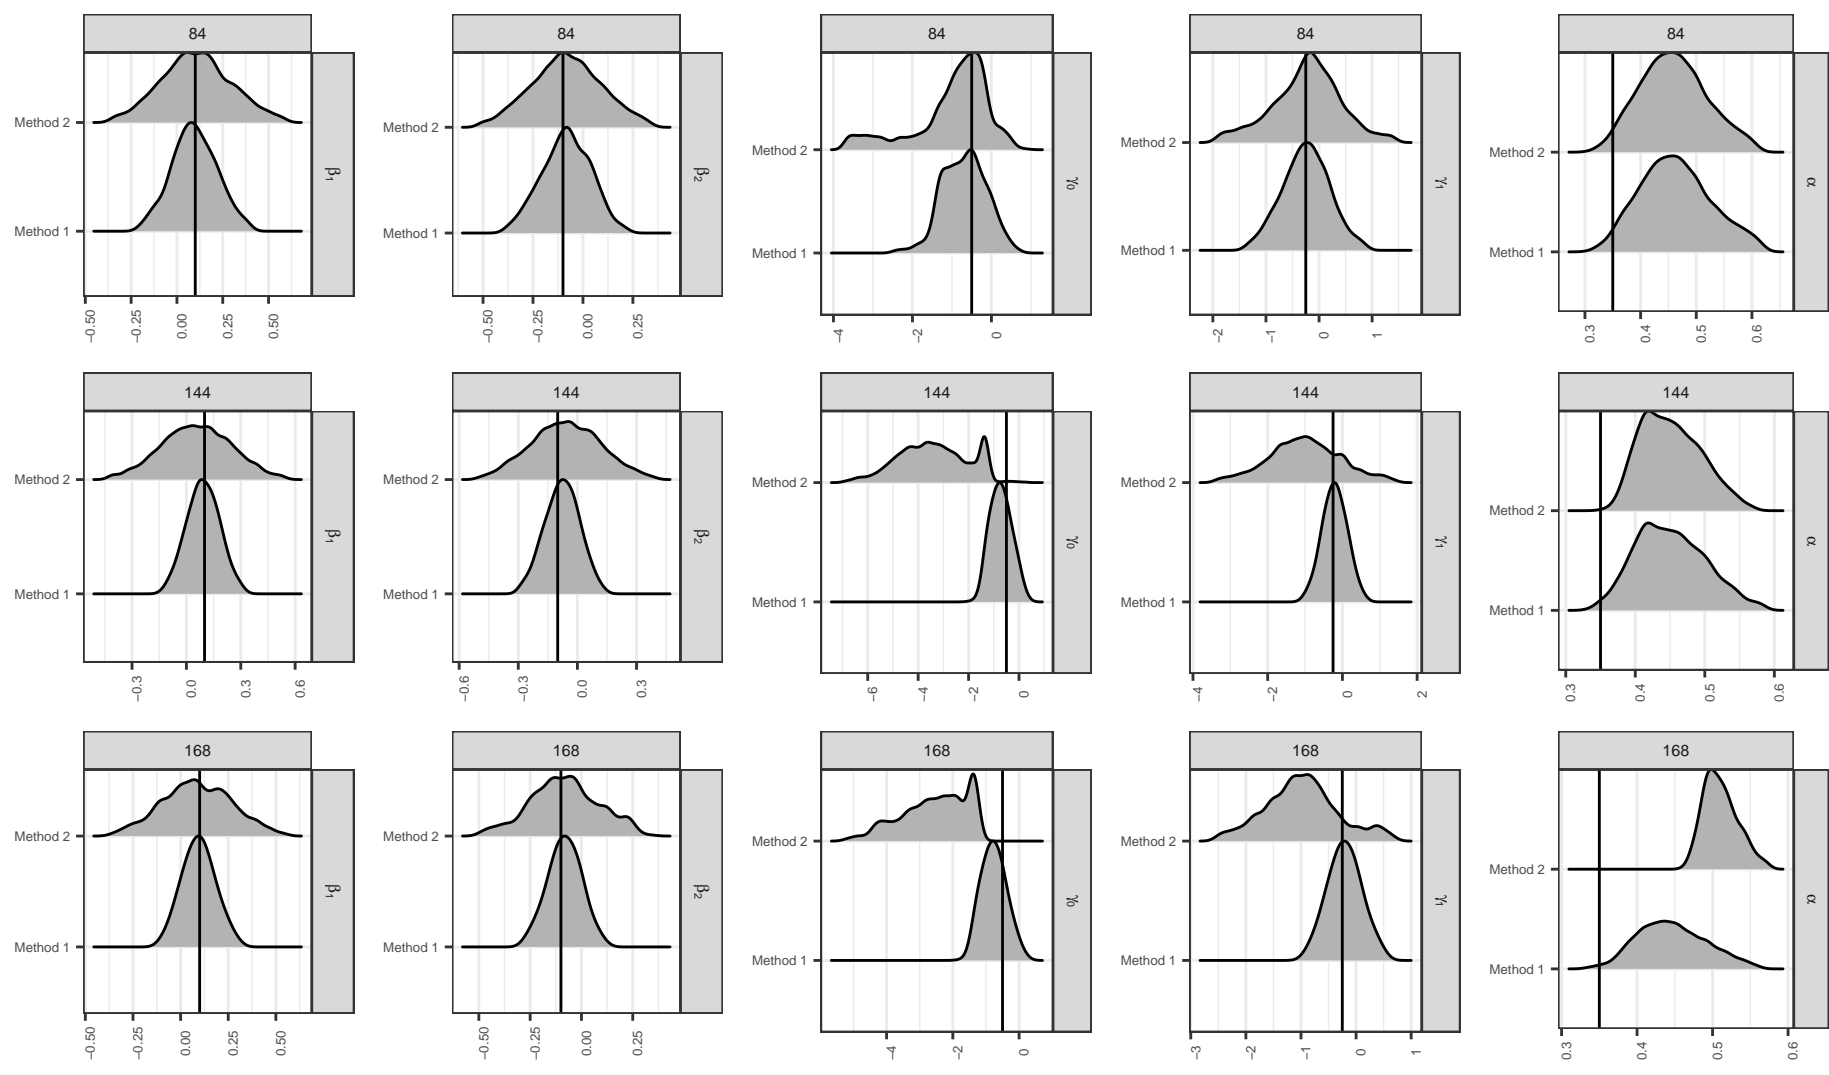 84 84 84 84 84
Method 2 Method 2 Method 2 Method 2 Method 2
Method 1 Method 1 Method 1 Method 1 Method 1
β1 β2 γ0 γ1 α
−0.50 −0.25 0.00 0.25 0.50 −0.50 −0.25 0.00 0.25 −4 −2 0 −2 −1 0 1 0.3 0.4 0.5 0.6
144 144 144 144 144
Method 2 Method 2 Method 2 Method 2 Method 2
Method 1 Method 1 Method 1 Method 1 Method 1
β1 β2 γ0 γ1 α
−0.3 0.0 0.3 0.6 −0.6 −0.3 0.0 0.3 −6 −4 −2 0 −4 −2 0 2 0.3 0.4 0.5 0.6
168 168 168 168 168
Method 2 Method 2 Method 2 Method 2 Method 2
Method 1 Method 1 Method 1 Method 1 Method 1
β1 β2 γ0 γ1 α
−0.50 −0.25 0.00 0.25 0.50 −0.50 −0.25 0.00 0.25 −4 −2 0 −3 −2 −1 0 1 0.3 0.4 0.5 0.6